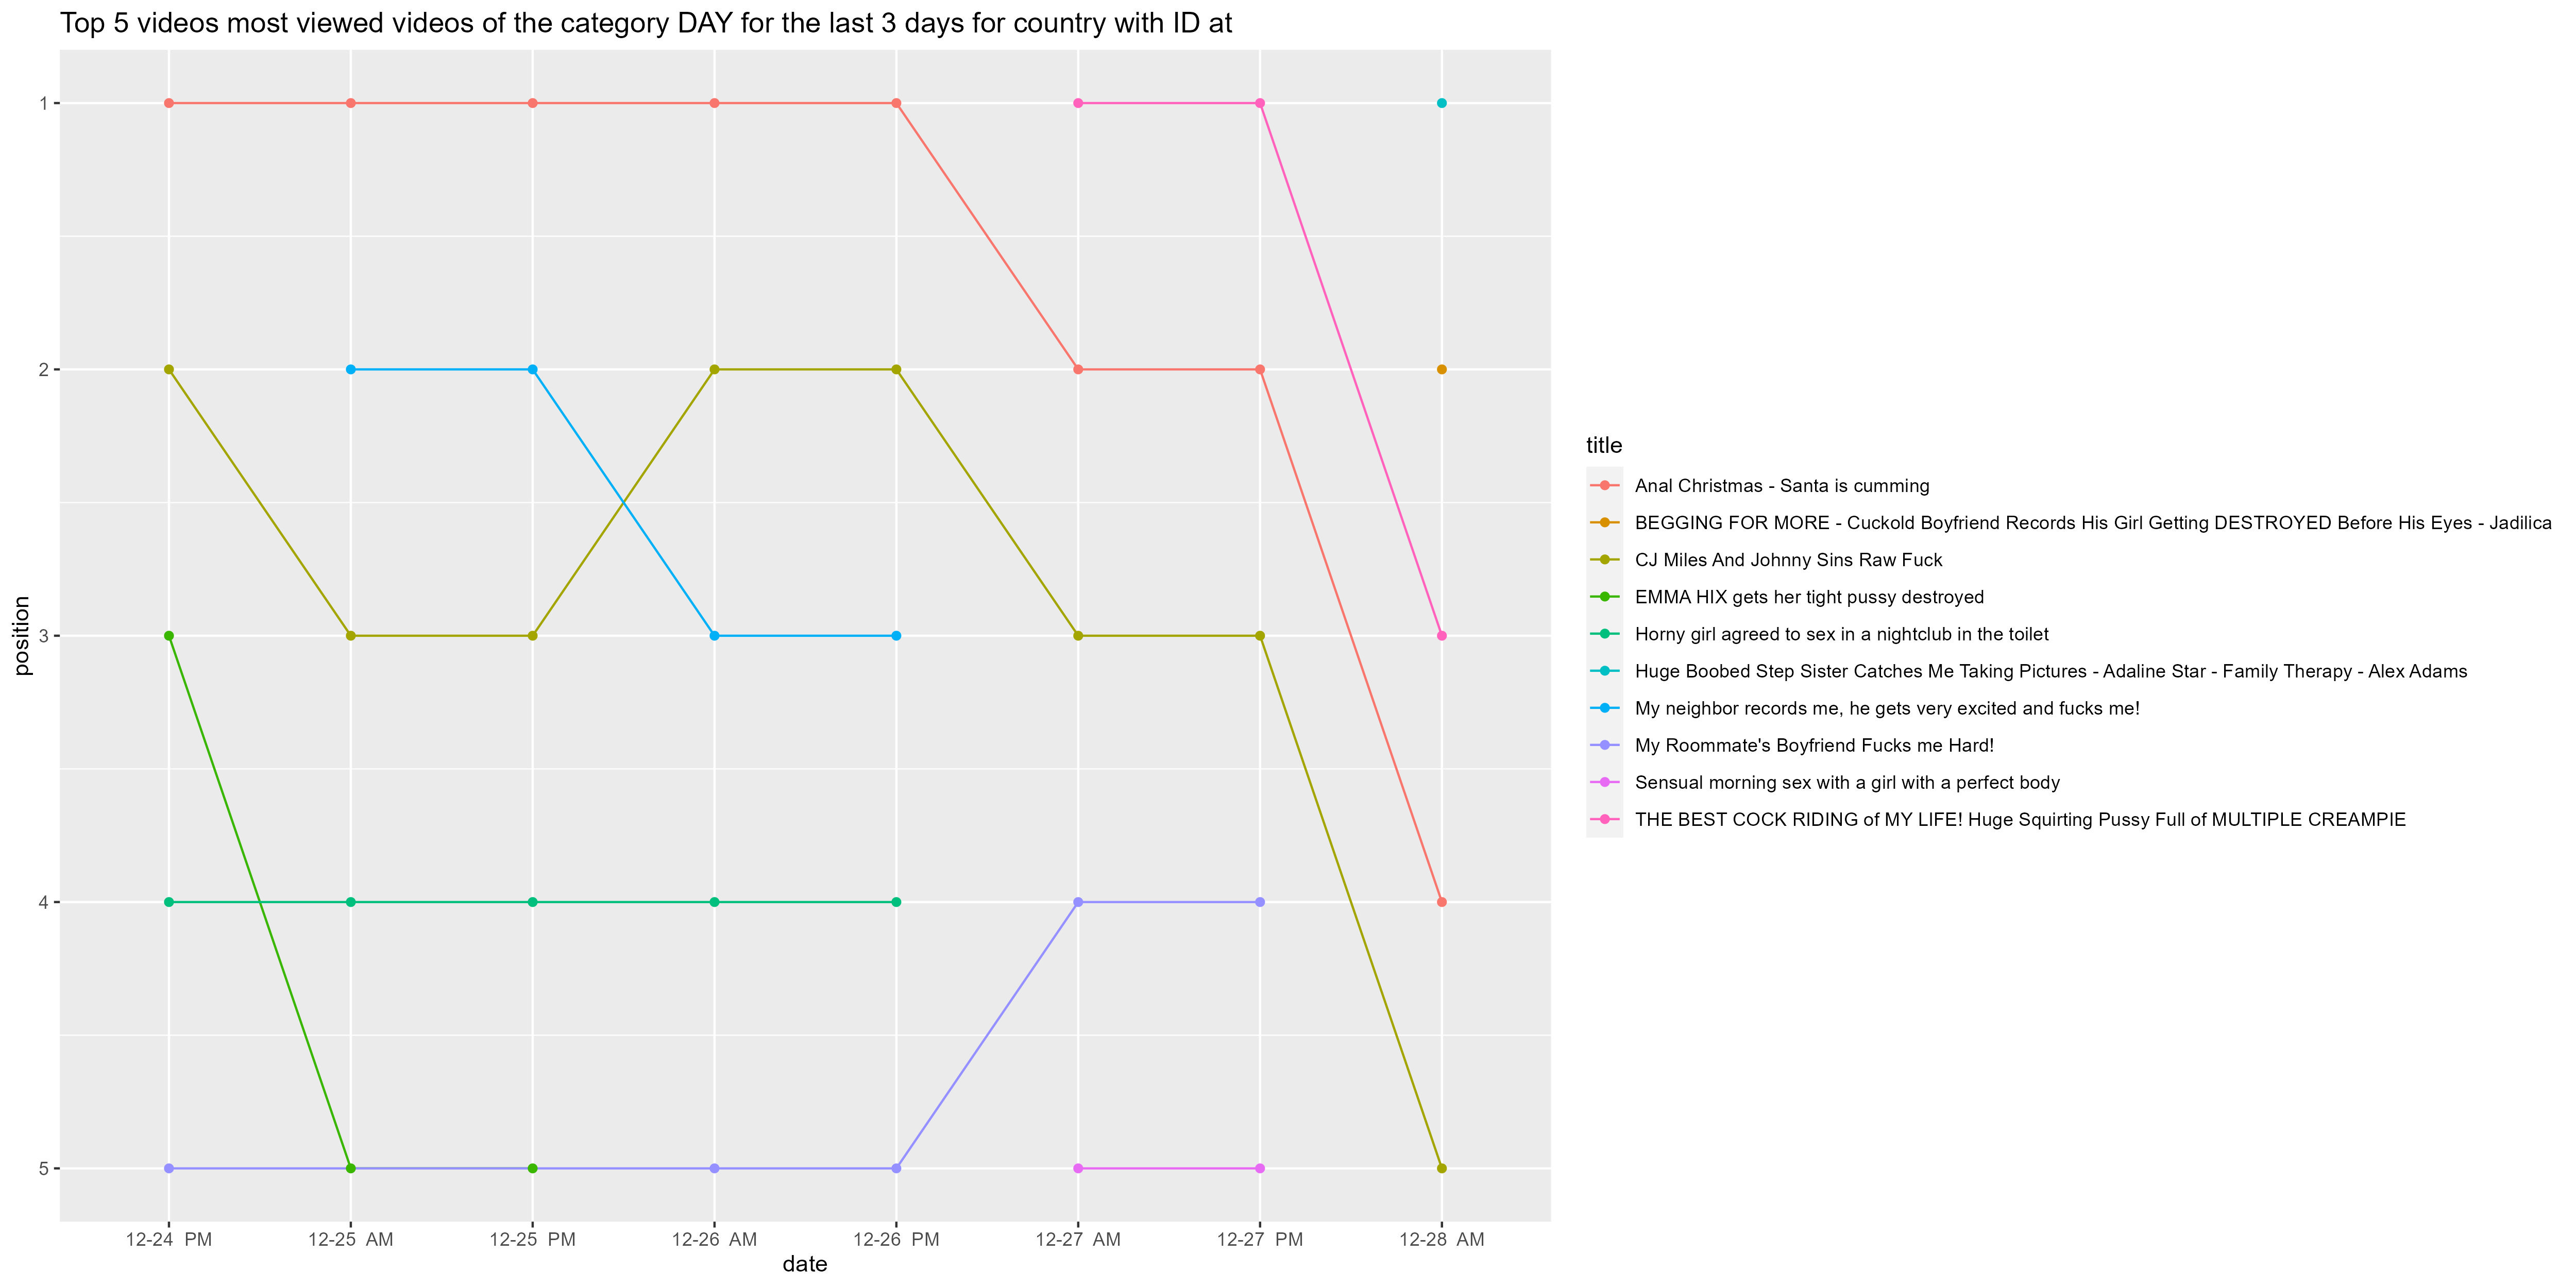 Top 5 videos most viewed videos of the category DAY for the last 3 days for country with ID at
position
1
2
3
4
5
12-24 PM
12-25 AM
12-25 PM
12-26 AM
12-26 PM
12-27 AM
12-27 PM
12-28 AM
date
title
Anal Christmas - Santa is cumming
BEGGING FOR MORE - Cuckold Boyfriend Records His Girl Getting DESTROYED Before His Eyes - Jadilica
CJ Miles And Johnny Sins Raw Fuck
EMMA HIX gets her tight pussy destroyed
Horny girl agreed to sex in a nightclub in the toilet
Huge Boobed Step Sister Catches Me Taking Pictures - Adaline Star - Family Therapy - Alex Adams
My neighbor records me, he gets very excited and fucks me!
My Roommate's Boyfriend Fucks me Hard!
Sensual morning sex with a girl with a perfect body
THE BEST COCK RIDING of MY LIFE! Huge Squirting Pussy Full of MULTIPLE CREAMPIE